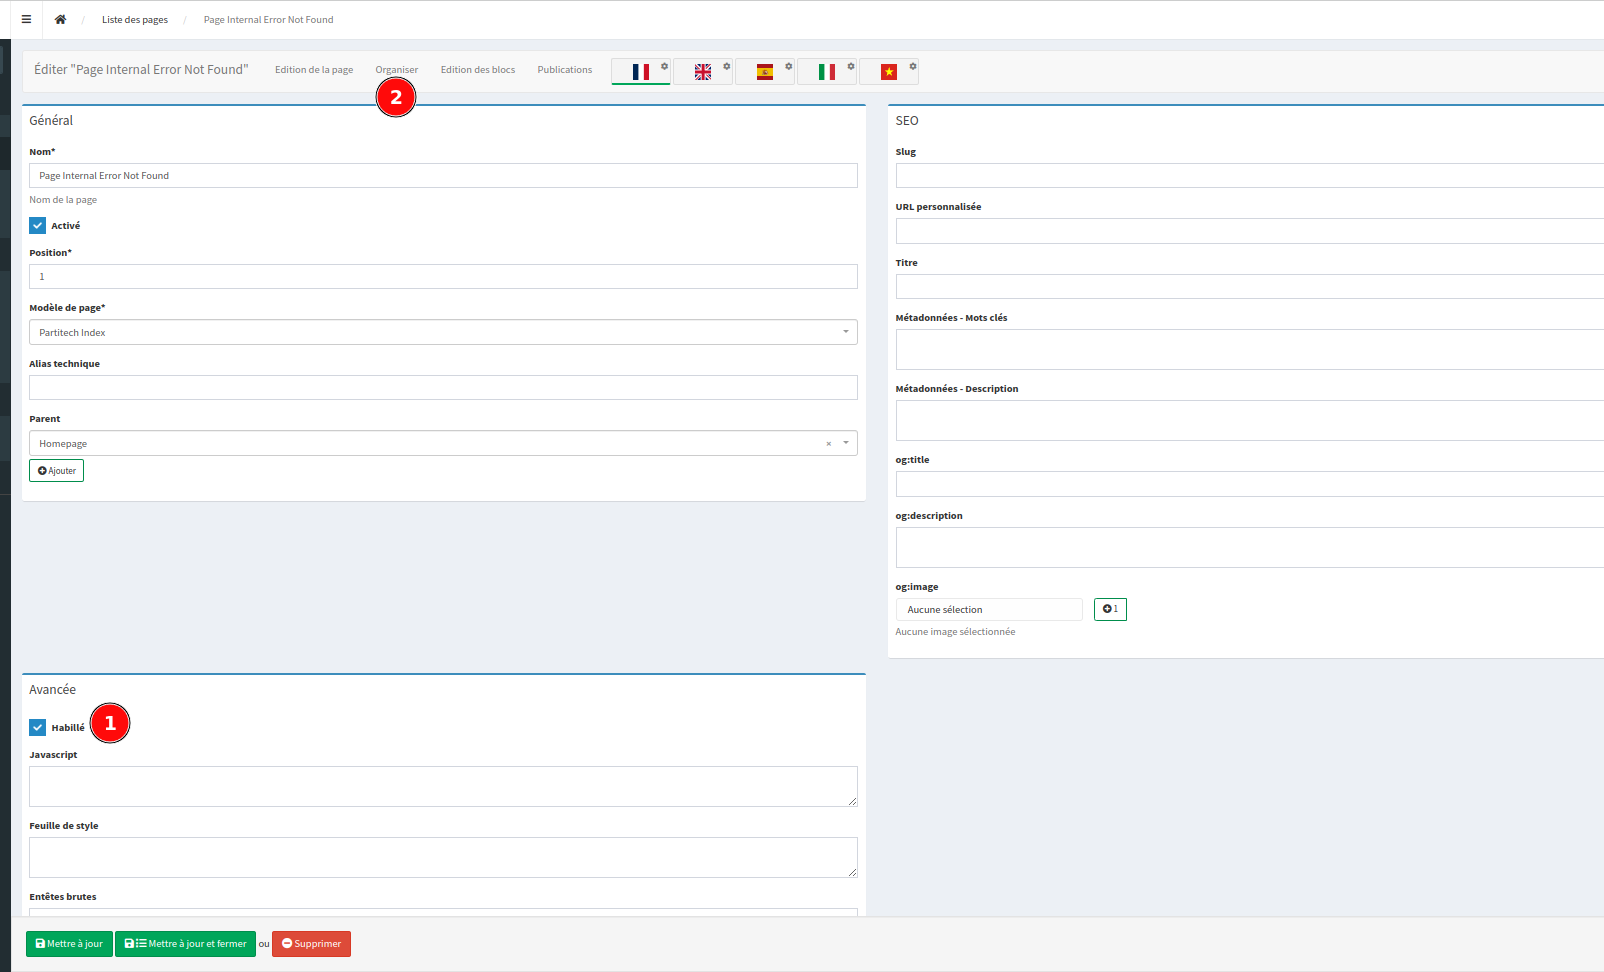 Liste des pages / Page Internal Error Not Found
Éditer "Page Internal Error Not Found" Edition de la page Organiser Edition des blocs Publications
2
Général
Nom*
Page Internal Error Not Found
Nom de la page
Activé
Position*
1
Modèle de page*
Partitech Index
Alias technique
Parent
Homepage
Ajouter
SEO
Slug
URL personnalisée
Titre
Métadonnées - Mots clés
Métadonnées - Description
og:title
og:description
og:image
Aucune sélection 1
Aucune image sélectionnée
Avancée
Habillé 1
Javascript
Feuille de style
Entêtes brutes
Mettre à jour Mettre à jour et fermer ou Supprimer